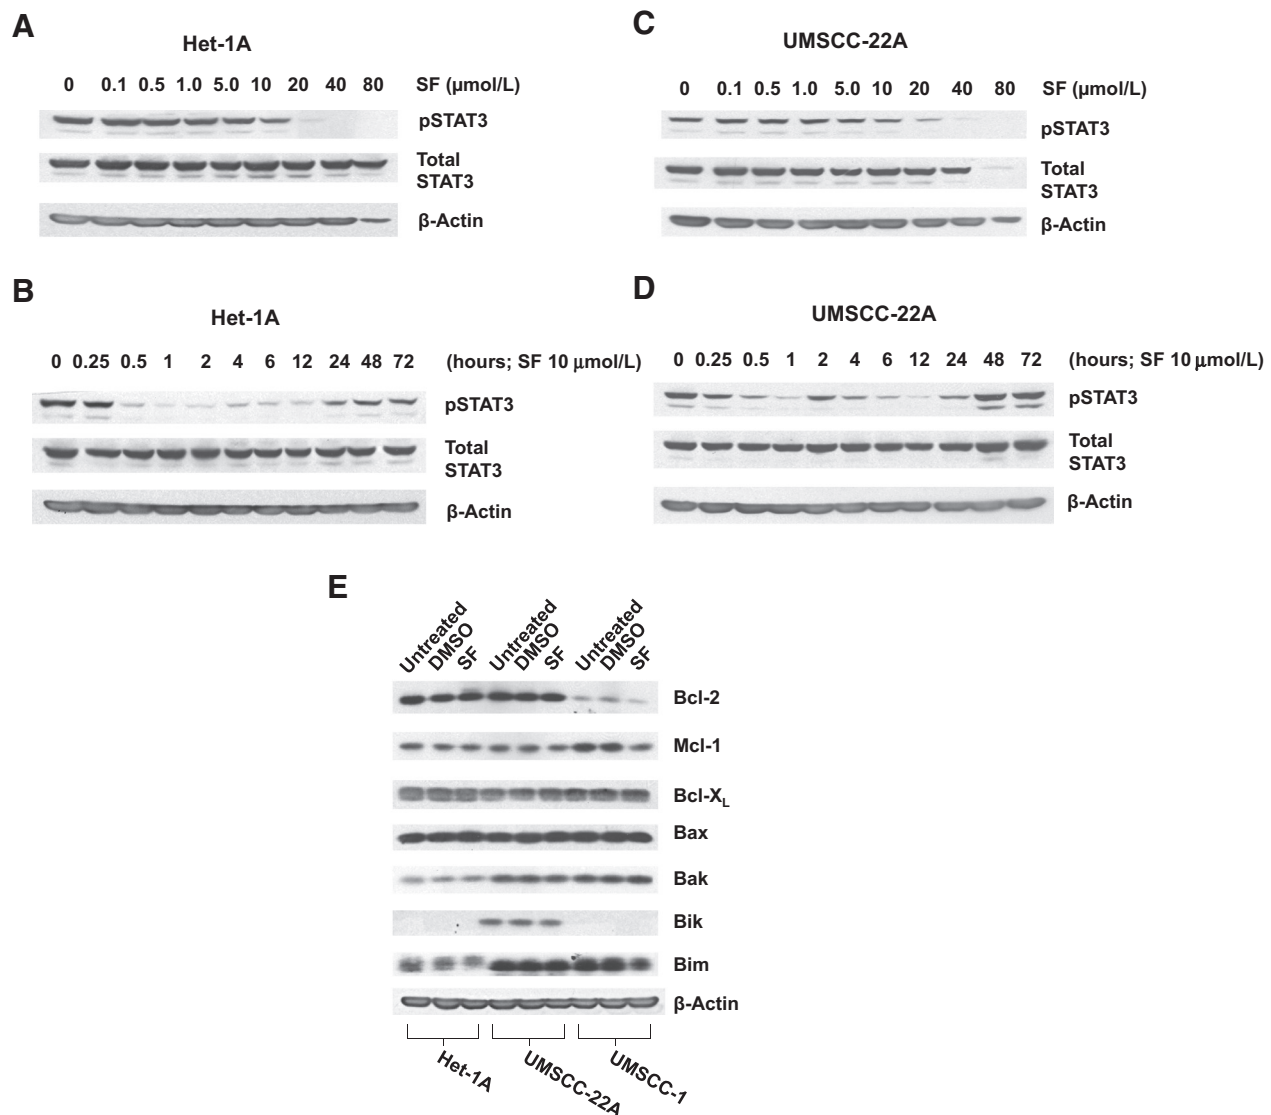 A
Het-1A
0 0.1 0.5 1.0 5.0 10 20 40 80 SF (µmol/L)
pSTAT3
Total
STAT3
β-Actin
C
UMSCC-22A
0 0.1 0.5 1.0 5.0 10 20 40 80 SF (µmol/L)
pSTAT3
Total
STAT3
β-Actin
B
Het-1A
0 0.25 0.5 1 2 4 6 12 24 48 72 (hours; SF 10 µmol/L)
pSTAT3
Total
STAT3
β-Actin
D
UMSCC-22A
0 0.25 0.5 1 2 4 6 12 24 48 72 (hours; SF 10 µmol/L)
pSTAT3
Total
STAT3
β-Actin
E
Untreated DMSO SF Untreated DMSO SF Untreated DMSO SF
Bcl-2
Mcl-1
Bcl-XL
Bax
Bak
Bik
Bim
β-Actin
Het-1A UMSCC-22A UMSCC-1